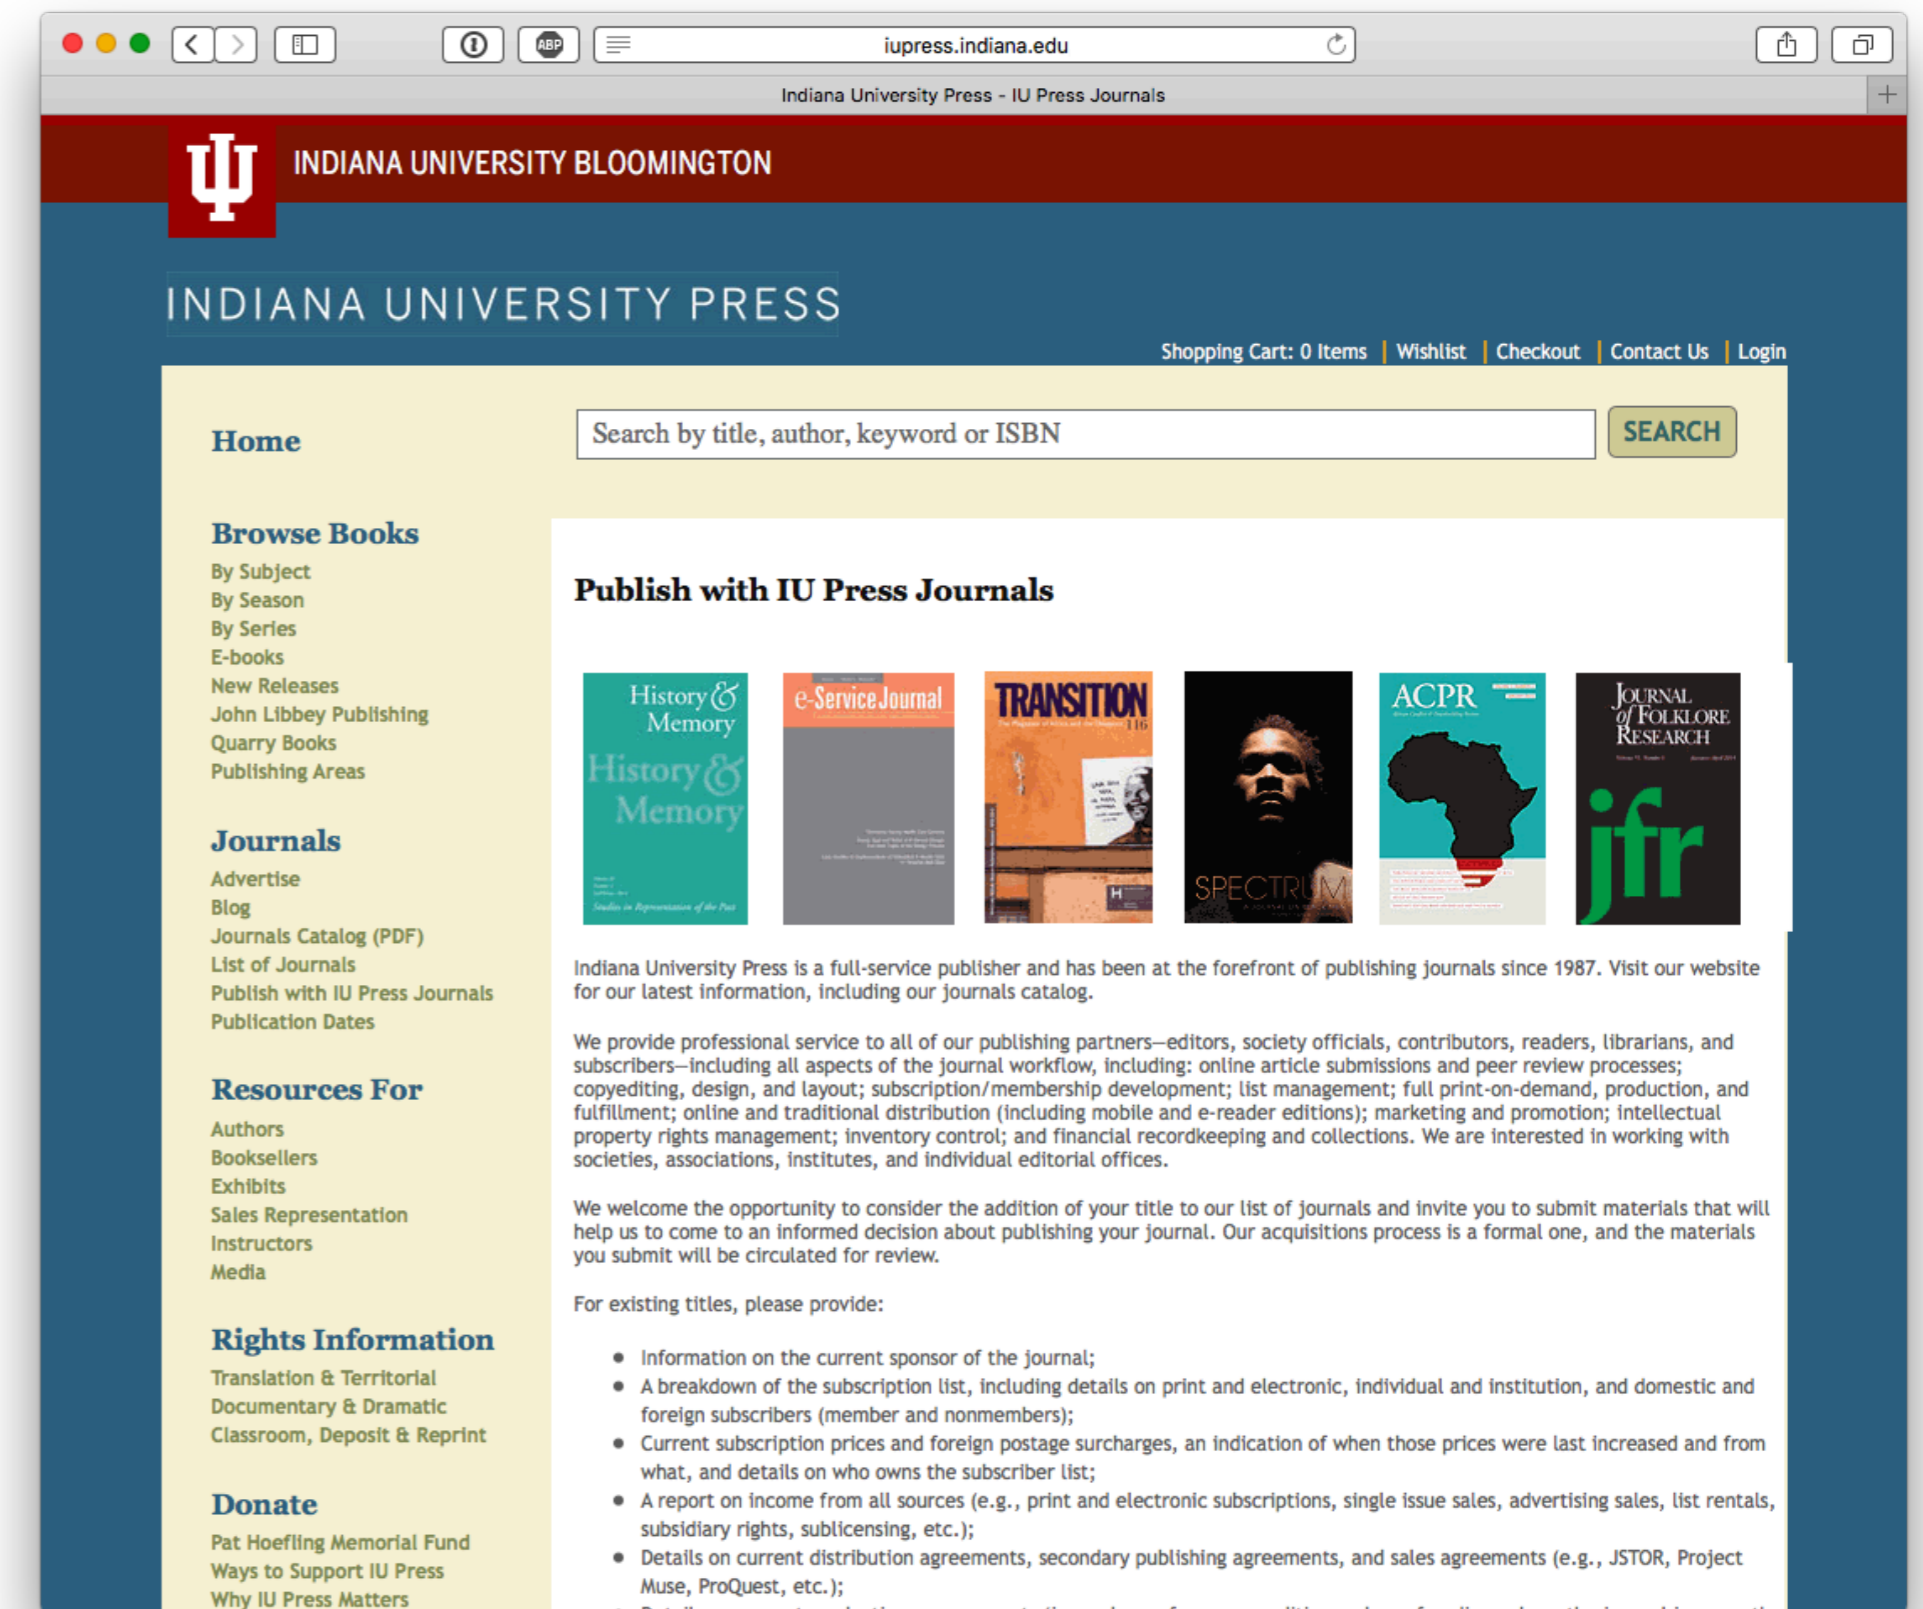 iupress.indiana.edu
Indiana University Press - IU Press Journals
INDIANA UNIVERSITY BLOOMINGTON
INDIANA UNIVERSITY PRESS
Shopping Cart: 0 Items | Wishlist | Checkout | Contact Us | Login
Home
Search by title, author, keyword or ISBN
SEARCH
Browse Books
By Subject
By Season
By Series
E-books
New Releases
John Libbey Publishing
Quarry Books
Publishing Areas
Journals
Advertise
Blog
Journals Catalog (PDF)
List of Journals
Publish with IU Press Journals
Publication Dates
Resources For
Authors
Booksellers
Exhibits
Sales Representation
Instructors
Media
Rights Information
Translation & Territorial
Documentary & Dramatic
Classroom, Deposit & Reprint
Donate
Pat Hoefling Memorial Fund
Ways to Support IU Press
Why IU Press Matters
Publish with IU Press Journals
History &
Memory
History &
Memory
Studies in Representation of the Past
e-Service Journal
TRANSITION
116
SPECTRUM
ACPR
JOURNAL
of FOLKLORE
RESEARCH
jfr
Indiana University Press is a full-service publisher and has been at the forefront of publishing journals since 1987. Visit our website
for our latest information, including our journals catalog.
We provide professional service to all of our publishing partners—editors, society officials, contributors, readers, librarians, and
subscribers—including all aspects of the journal workflow, including: online article submissions and peer review processes;
copyediting, design, and layout; subscription/membership development; list management; full print-on-demand, production, and
fulfillment; online and traditional distribution (including mobile and e-reader editions); marketing and promotion; intellectual
property rights management; inventory control; and financial recordkeeping and collections. We are interested in working with
societies, associations, institutes, and individual editorial offices.
We welcome the opportunity to consider the addition of your title to our list of journals and invite you to submit materials that will
help us to come to an informed decision about publishing your journal. Our acquisitions process is a formal one, and the materials
you submit will be circulated for review.
For existing titles, please provide:
• Information on the current sponsor of the journal;
• A breakdown of the subscription list, including details on print and electronic, individual and institution, and domestic and
foreign subscribers (member and nonmembers);
• Current subscription prices and foreign postage surcharges, an indication of when those prices were last increased and from
what, and details on who owns the subscriber list;
• A report on income from all sources (e.g., print and electronic subscriptions, single issue sales, advertising sales, list rentals,
subsidiary rights, sublicensing, etc.);
• Details on current distribution agreements, secondary publishing agreements, and sales agreements (e.g., JSTOR, Project
Muse, ProQuest, etc.);